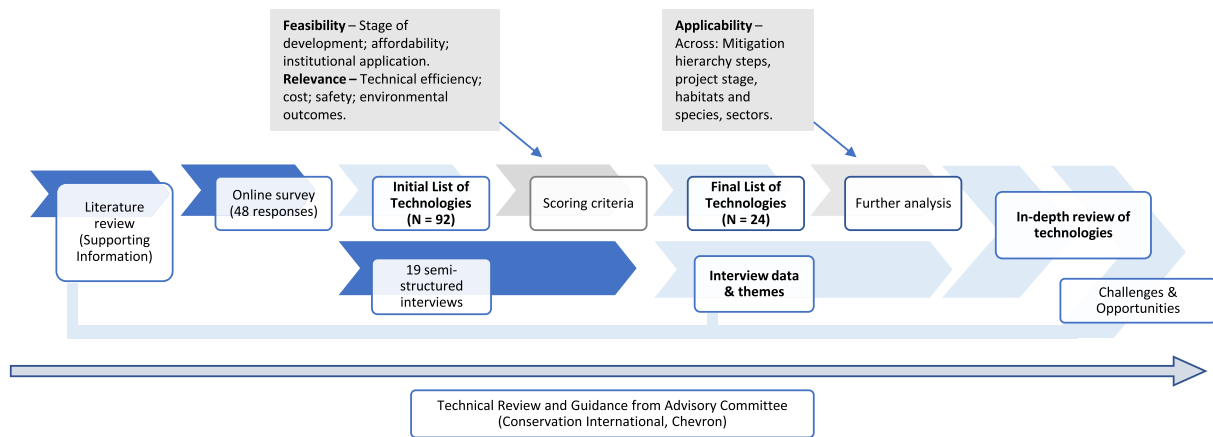 Feasibility – Stage of
development; affordability;
institutional application.
Relevance – Technical efficiency;
cost; safety; environmental
outcomes.
Applicability –
Across: Mitigation
hierarchy steps,
project stage,
habitats and
species, sectors.
Literature
review
(Supporting
Information)
Online survey
(48 responses)
Initial List of
Technologies
(N = 92)
Scoring criteria
Final List of
Technologies
(N = 24)
Further analysis
In-depth review of
technologies
19 semi-
structured
interviews
Interview data
& themes
Challenges &
Opportunities
Technical Review and Guidance from Advisory Committee
(Conservation International, Chevron)